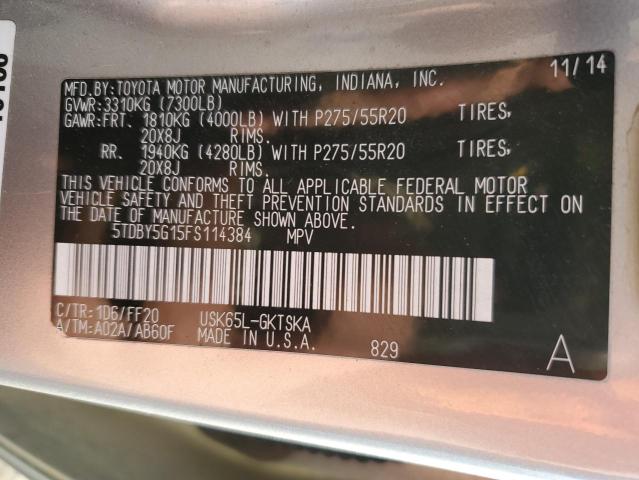 MFD.BY:TOYOTA MOTOR MANUFACTURING, INDIANA, INC. 11/14
GVWR:3310KG (7300LB)
GAWR:FRT. 1810KG (4000LB) WITH P275/55R20 TIRES,
20X8J RIMS.
RR. 1940KG (4280LB) WITH P275/55R20 TIRES,
20X8J RIMS.
THIS VEHICLE CONFORMS TO ALL APPLICABLE FEDERAL MOTOR
VEHICLE SAFETY AND THEFT PREVENTION STANDARDS IN EFFECT ON
THE DATE OF MANUFACTURE SHOWN ABOVE.
5TDBY5G15FS114384 MPV
C/TR:1D6/FF20 USK65L-GKTSKA
A/TM:A02A/AB60F MADE IN U.S.A. 829 A